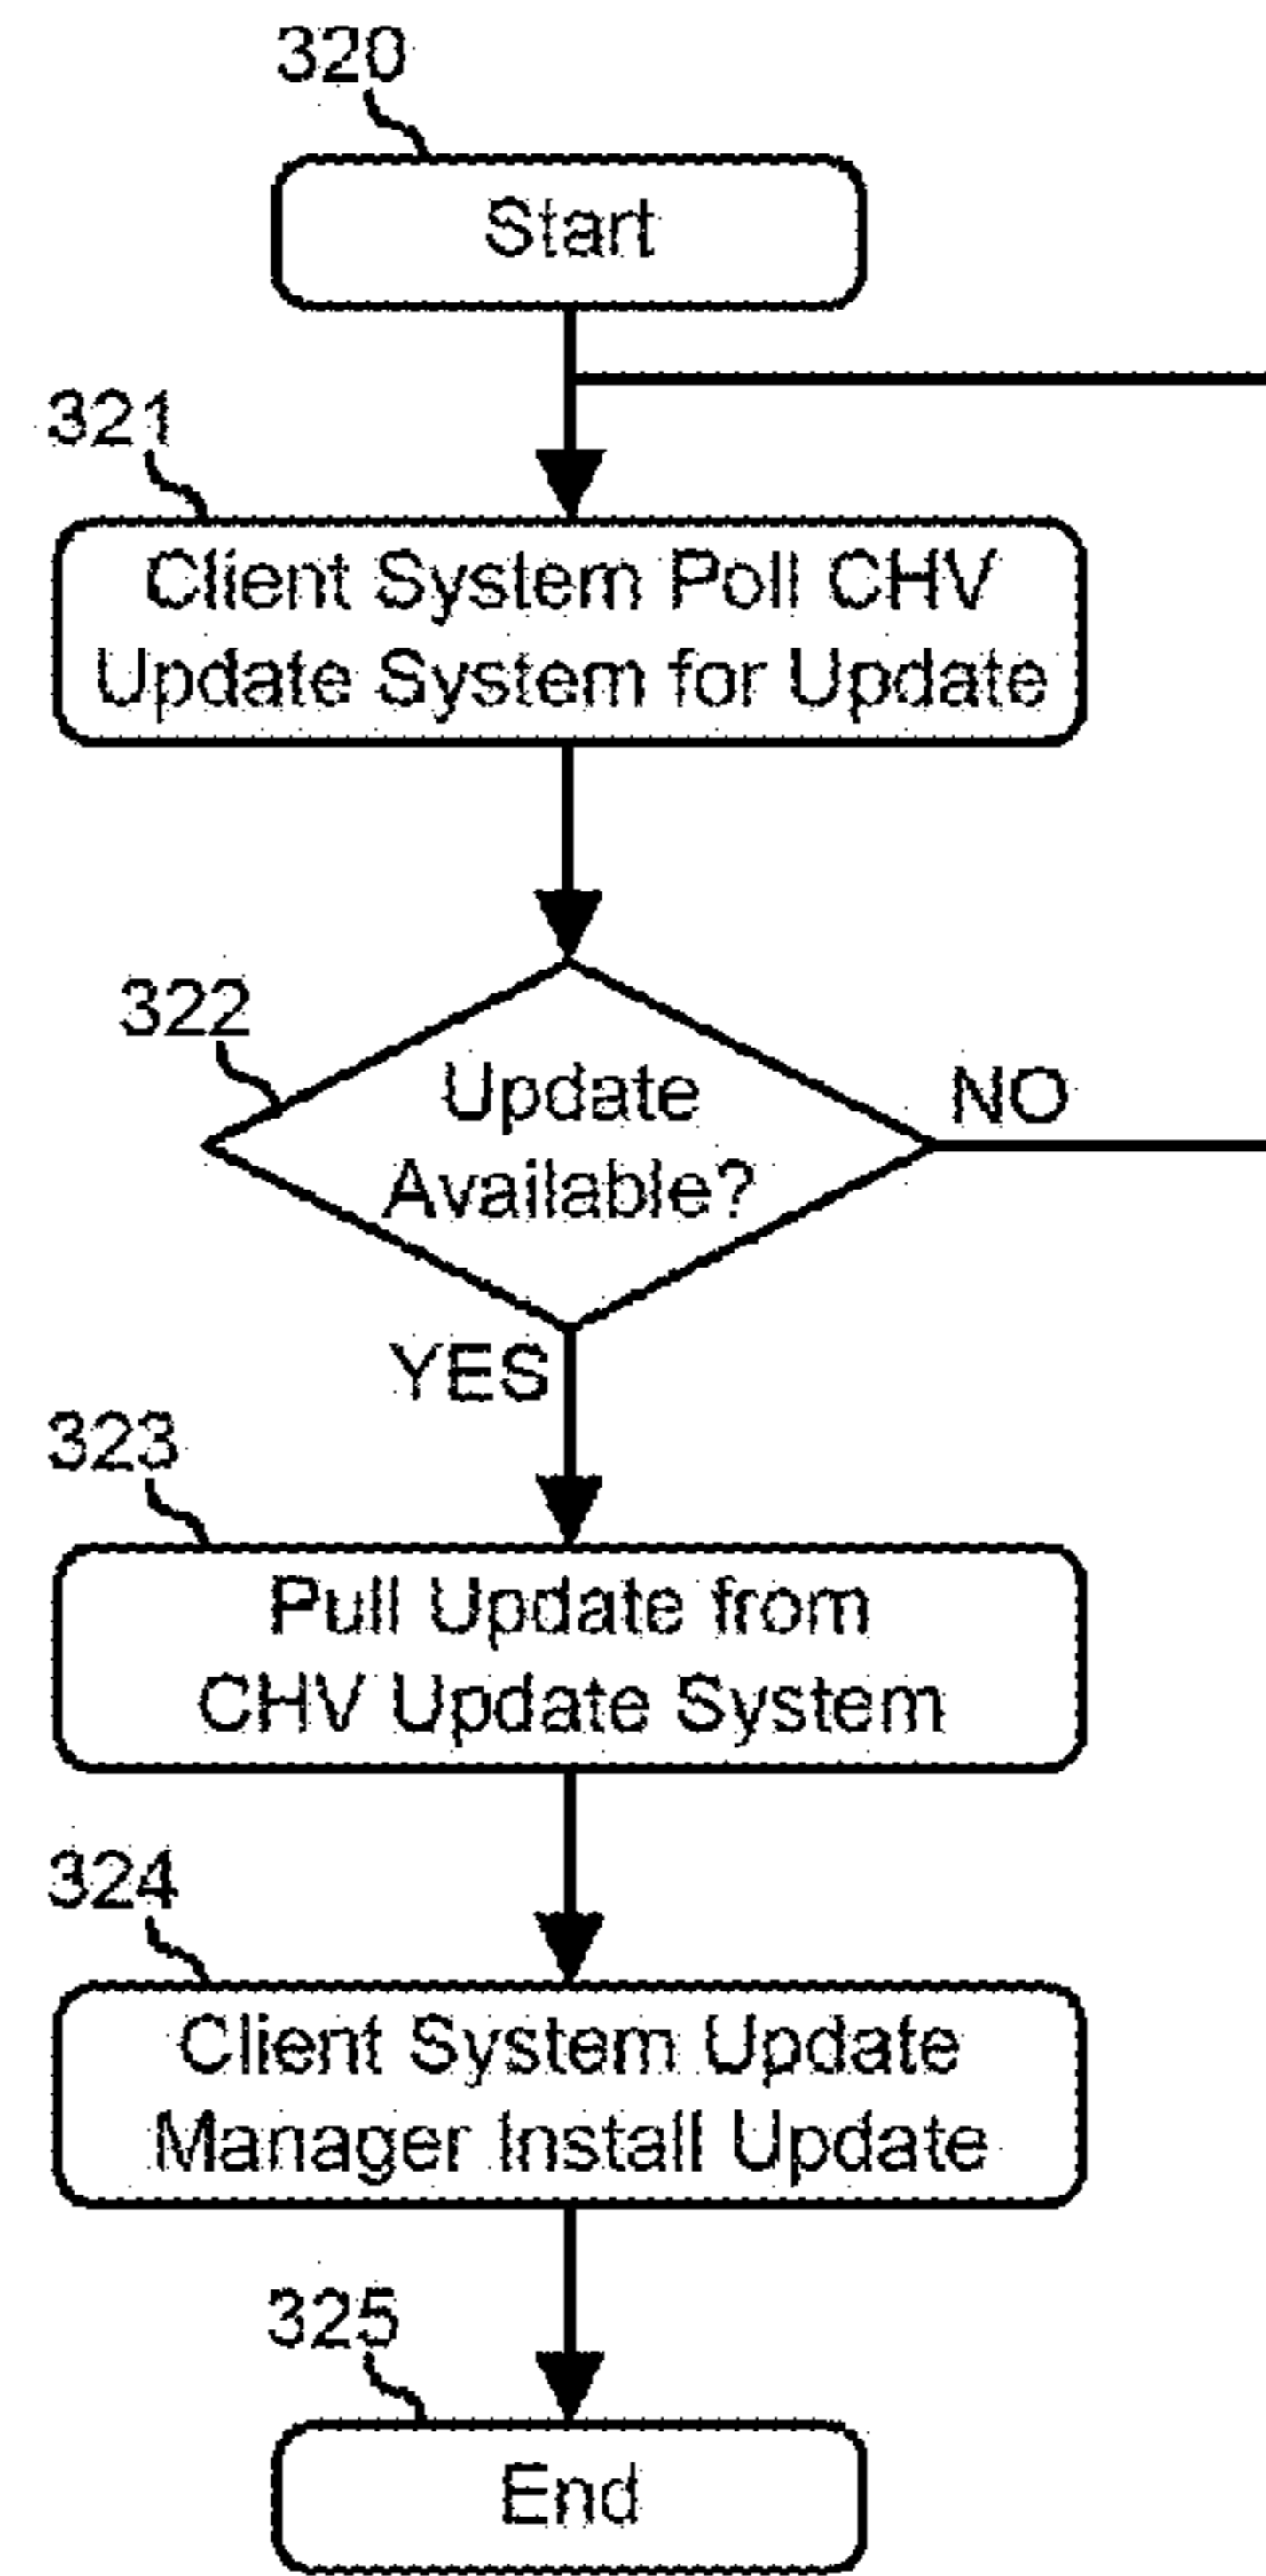 320
Start
321
Client System Poll CHV
Update System for Update
322
Update
Available?
NO
YES
323
Pull Update from
CHV Update System
324
Client System Update
Manager Install Update
325
End